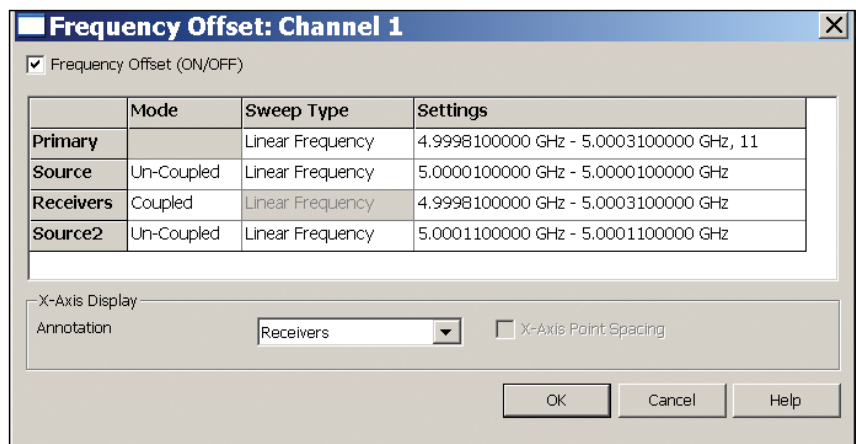 Frequency Offset: Channel 1
Frequency Offset (ON/OFF)
Mode Sweep Type Settings
Primary Linear Frequency 4.9998100000 GHz - 5.0003100000 GHz, 11
Source Un-Coupled Linear Frequency 5.0000100000 GHz - 5.0000100000 GHz
Receivers Coupled Linear Frequency 4.9998100000 GHz - 5.0003100000 GHz
Source2 Un-Coupled Linear Frequency 5.0001100000 GHz - 5.0001100000 GHz
X-Axis Display
Annotation Receivers X-Axis Point Spacing
OK Cancel Help